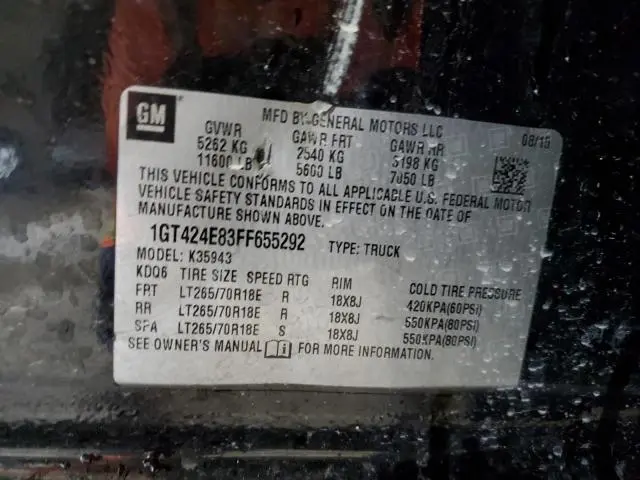 GM
MFD BY GENERAL MOTORS LLC
08/15
GVWR GAWR FRT GAWR RR
5262 KG 2540 KG 3198 KG
11600 LB 5600 LB 7050 LB
THIS VEHICLE CONFORMS TO ALL APPLICABLE U.S. FEDERAL MOTOR
VEHICLE SAFETY STANDARDS IN EFFECT ON THE DATE OF
MANUFACTURE SHOWN ABOVE.
1GT424E83FF655292 TYPE: TRUCK
MODEL: K35943
KDQ6 TIRE SIZE SPEED RTG RIM COLD TIRE PRESSURE
FRT LT265/70R18E R 18X8J 420KPA(60PSI)
RR LT265/70R18E R 18X8J 550KPA(80PSI)
SPA LT265/70R18E S 18X8J 550KPA(80PSI)
SEE OWNER'S MANUAL FOR MORE INFORMATION.